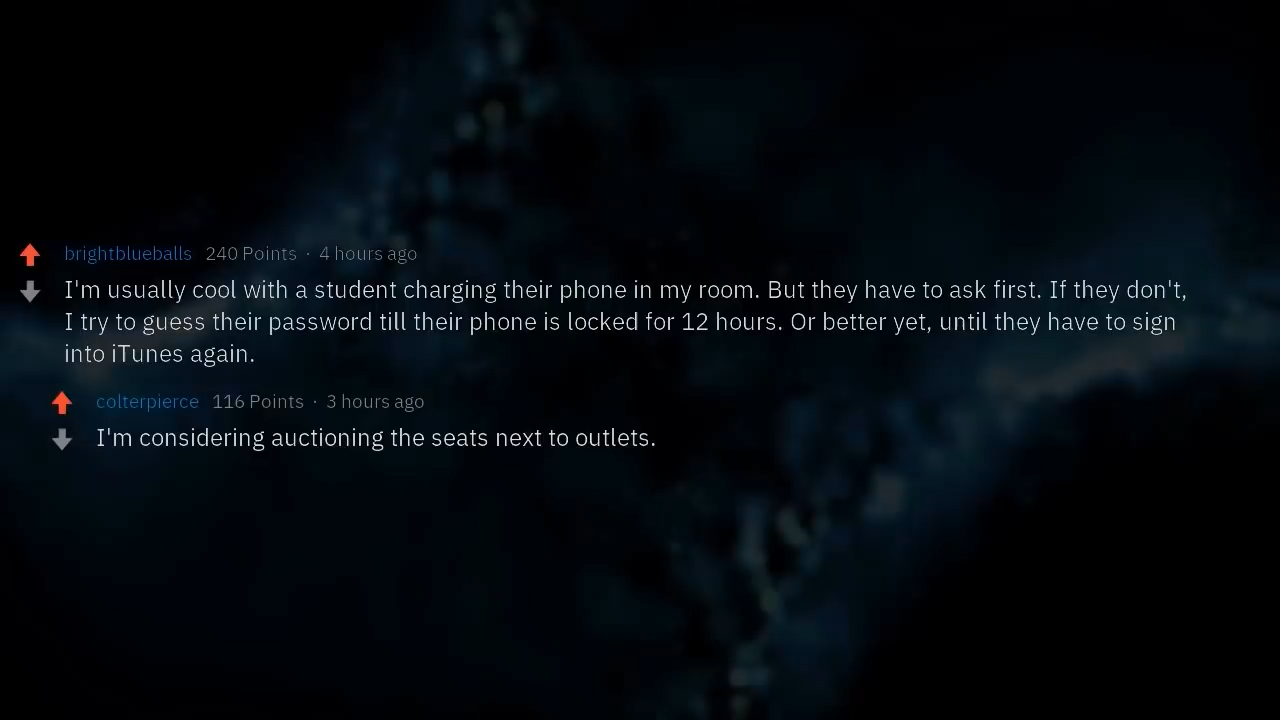 brightblueballs 240 Points · 4 hours ago
I'm usually cool with a student charging their phone in my room. But they have to ask first. If they don't,
I try to guess their password till their phone is locked for 12 hours. Or better yet, until they have to sign
into iTunes again.
colterpierce 116 Points · 3 hours ago
I'm considering auctioning the seats next to outlets.